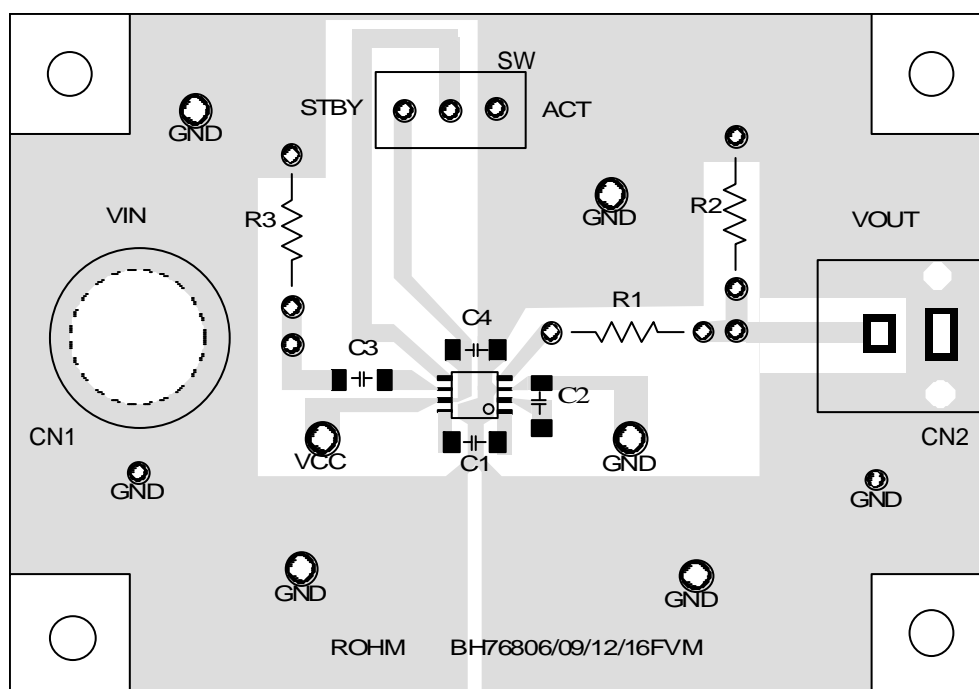 SW
STBY
ACT
GND
GND
VIN
R3
R2
VOUT
R1
C4
C3
C2
CN1
VCC
C1
GND
CN2
GND
GND
GND
GND
ROHM BH76806/09/12/16FVM